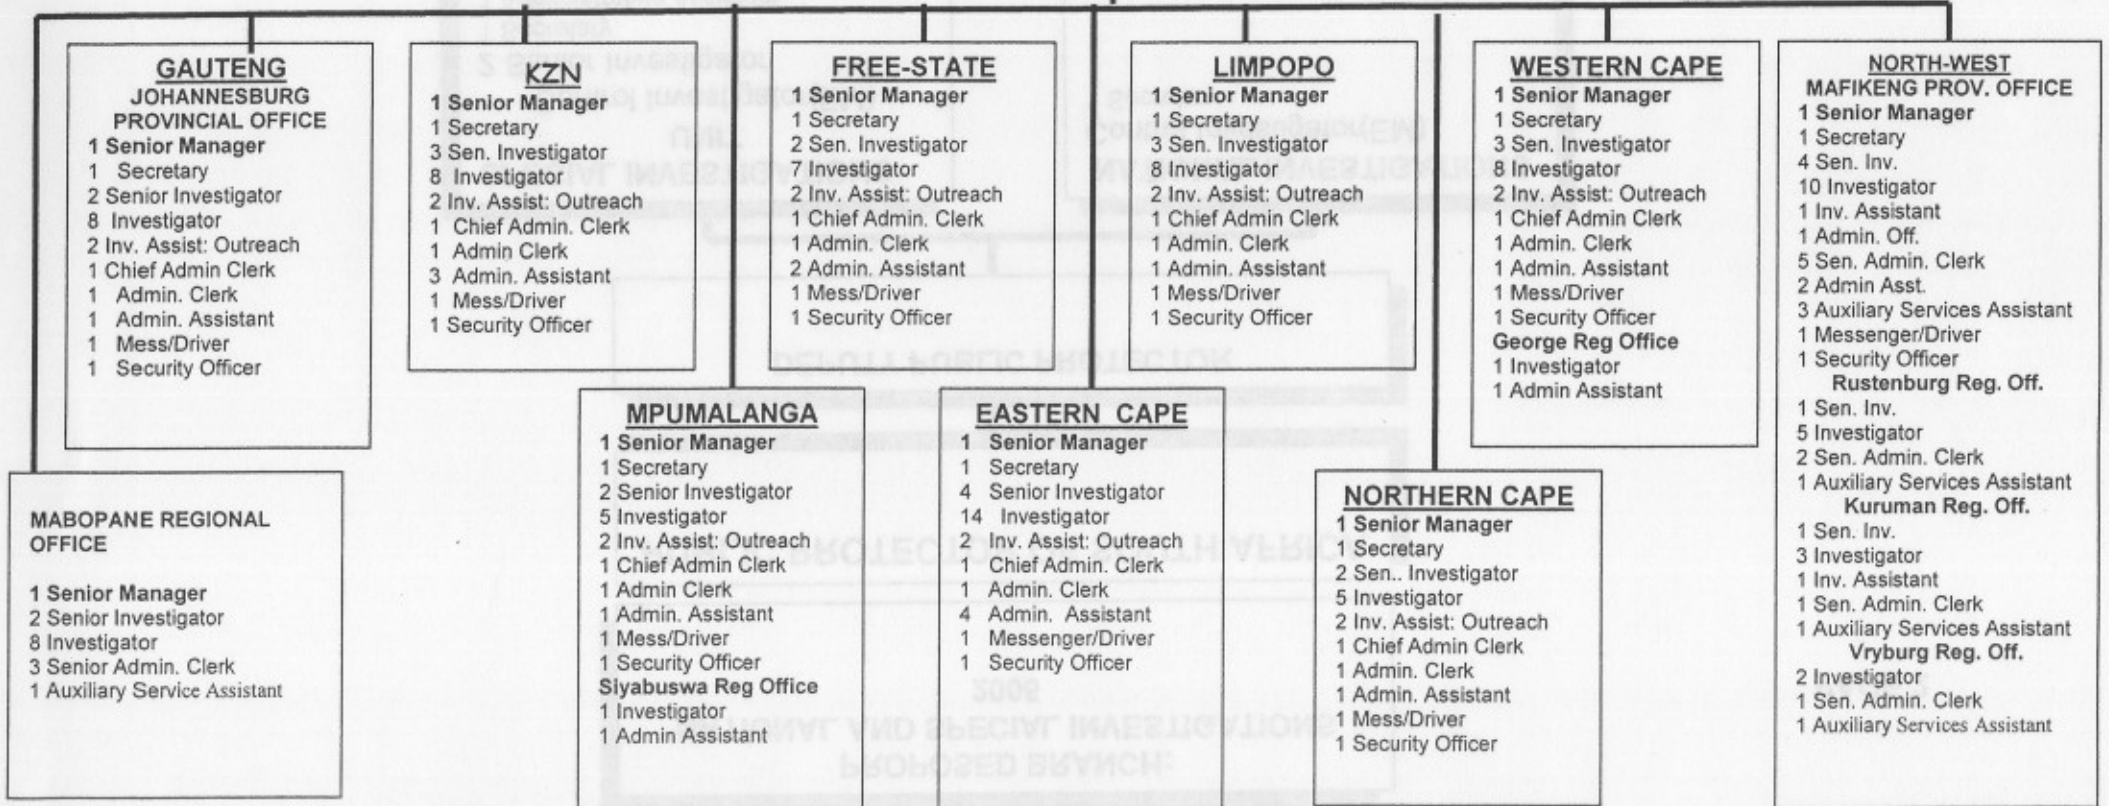 GAUTENG
JOHANNESBURG
PROVINCIAL OFFICE
1 Senior Manager
1 Secretary
2 Senior Investigator
8 Investigator
2 Inv. Assist: Outreach
1 Chief Admin Clerk
1 Admin. Clerk
1 Admin. Assistant
1 Mess/Driver
1 Security Officer
KZN
1 Senior Manager
1 Secretary
3 Sen. Investigator
8 Investigator
2 Inv. Assist: Outreach
1 Chief Admin. Clerk
1 Admin Clerk
3 Admin. Assistant
1 Mess/Driver
1 Security Officer
FREE-STATE
1 Senior Manager
1 Secretary
2 Sen. Investigator
7 Investigator
2 Inv. Assist: Outreach
1 Chief Admin. Clerk
1 Admin. Clerk
2 Admin. Assistant
1 Mess/Driver
1 Security Officer
LIMPOPO
1 Senior Manager
1 Secretary
3 Sen. Investigator
8 Investigator
2 Inv. Assist: Outreach
1 Chief Admin. Clerk
1 Admin. Clerk
1 Admin. Assistant
1 Mess/Driver
1 Security Officer
WESTERN CAPE
1 Senior Manager
1 Secretary
3 Sen. Investigator
6 Investigator
2 Inv. Assist: Outreach
1 Chief Admin. Clerk
1 Admin. Clerk
1 Admin. Assistant
1 Mess/Driver
1 Security Officer
George Reg Office
1 Investigator
1 Admin Assistant
NORTH-WEST
MAFIKENG PROV. OFFICE
1 Senior Manager
1 Secretary
4 Sen. Inv.
10 Investigator
1 Inv. Assistant
1 Admin. Off.
5 Sen. Admin. Clerk
2 Admin Asst.
3 Auxiliary Services Assistant
1 Messenger/Driver
1 Security Officer
Rustenburg Reg. Off.
1 Sen. Inv.
5 Investigator
2 Sen. Admin. Clerk
1 Auxiliary Services Assistant
Kuruman Reg. Off.
1 Sen. Inv.
3 Investigator
1 Inv. Assistant
1 Sen. Admin. Clerk
1 Auxiliary Services Assistant
Vryburg Reg. Off.
2 Investigator
1 Sen. Admin. Clerk
1 Auxiliary Services Assistant
MABOPANE REGIONAL
OFFICE
1 Senior Manager
2 Senior Investigator
8 Investigator
3 Senior Admin. Clerk
1 Auxiliary Service Assistant
MPUMALANGA
1 Senior Manager
1 Secretary
2 Senior Investigator
5 Investigator
2 Inv. Assist: Outreach
1 Chief Admin Clerk
1 Admin Clerk
1 Admin. Assistant
1 Mess/Driver
1 Security Officer
Siyabuswa Reg Office
1 Investigator
1 Admin Assistant
EASTERN CAPE
1 Senior Manager
1 Secretary
4 Senior Investigator
14 Investigator
2 Inv. Assist: Outreach
1 Chief Admin. Clerk
1 Admin. Clerk
4 Admin. Assistant
1 Messenger/Driver
1 Security Officer
NORTHERN CAPE
1 Senior Manager
1 Secretary
2 Sen.. Investigator
5 Investigator
2 Inv. Assist: Outreach
1 Chief Admin Clerk
1 Admin. Clerk
1 Admin. Assistant
1 Mess/Driver
1 Security Officer